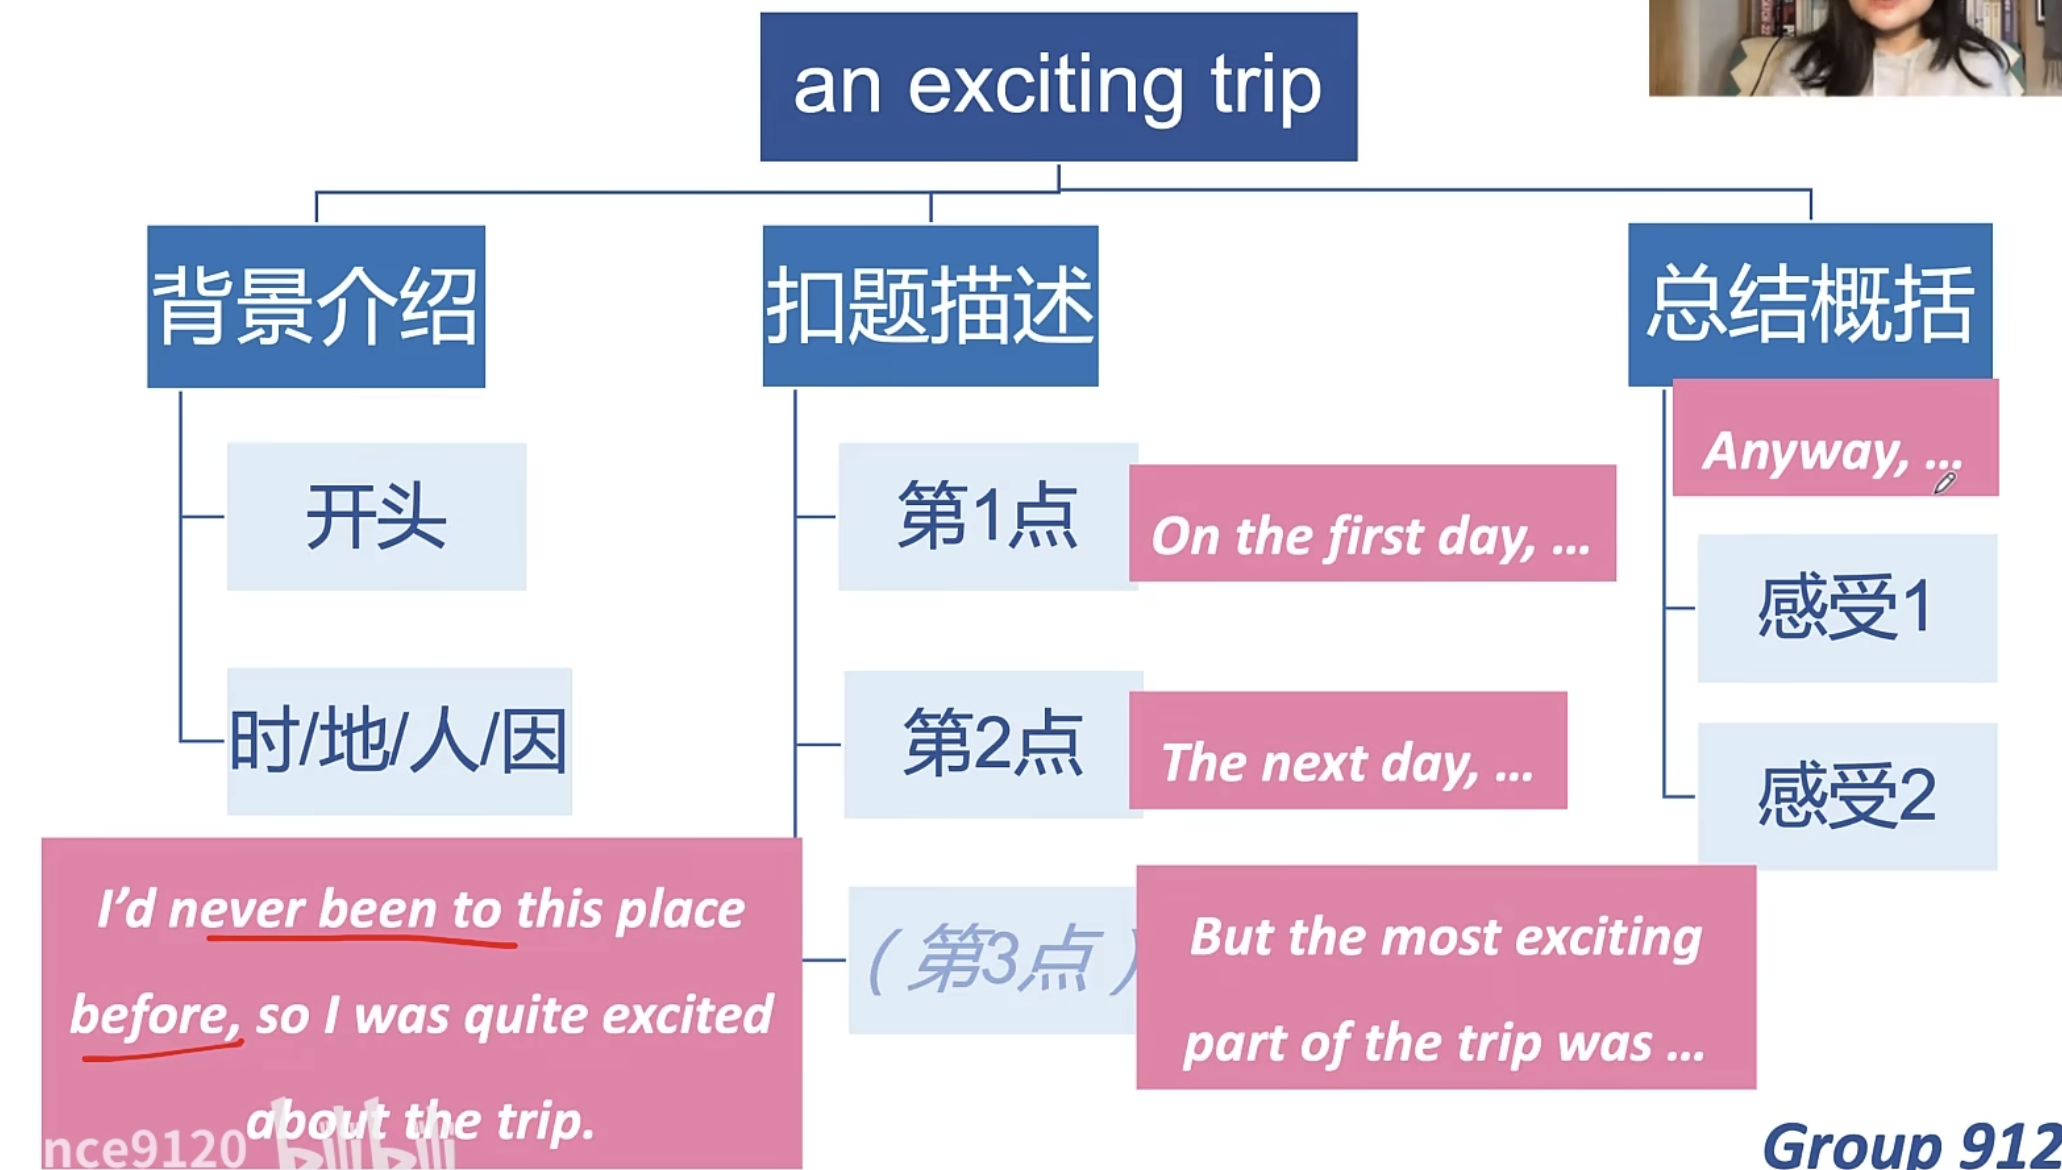 an exciting trip
背景介绍
开头
时/地/人/因
I'd never been to this place
before, so I was quite excited
about the trip.
扣题描述
第1点
On the first day, ...
第2点
The next day, ...
（第3点）
But the most exciting
part of the trip was ...
总结概括
Anyway, ...
感受1
感受2
nce9120
bilibili
Group 912